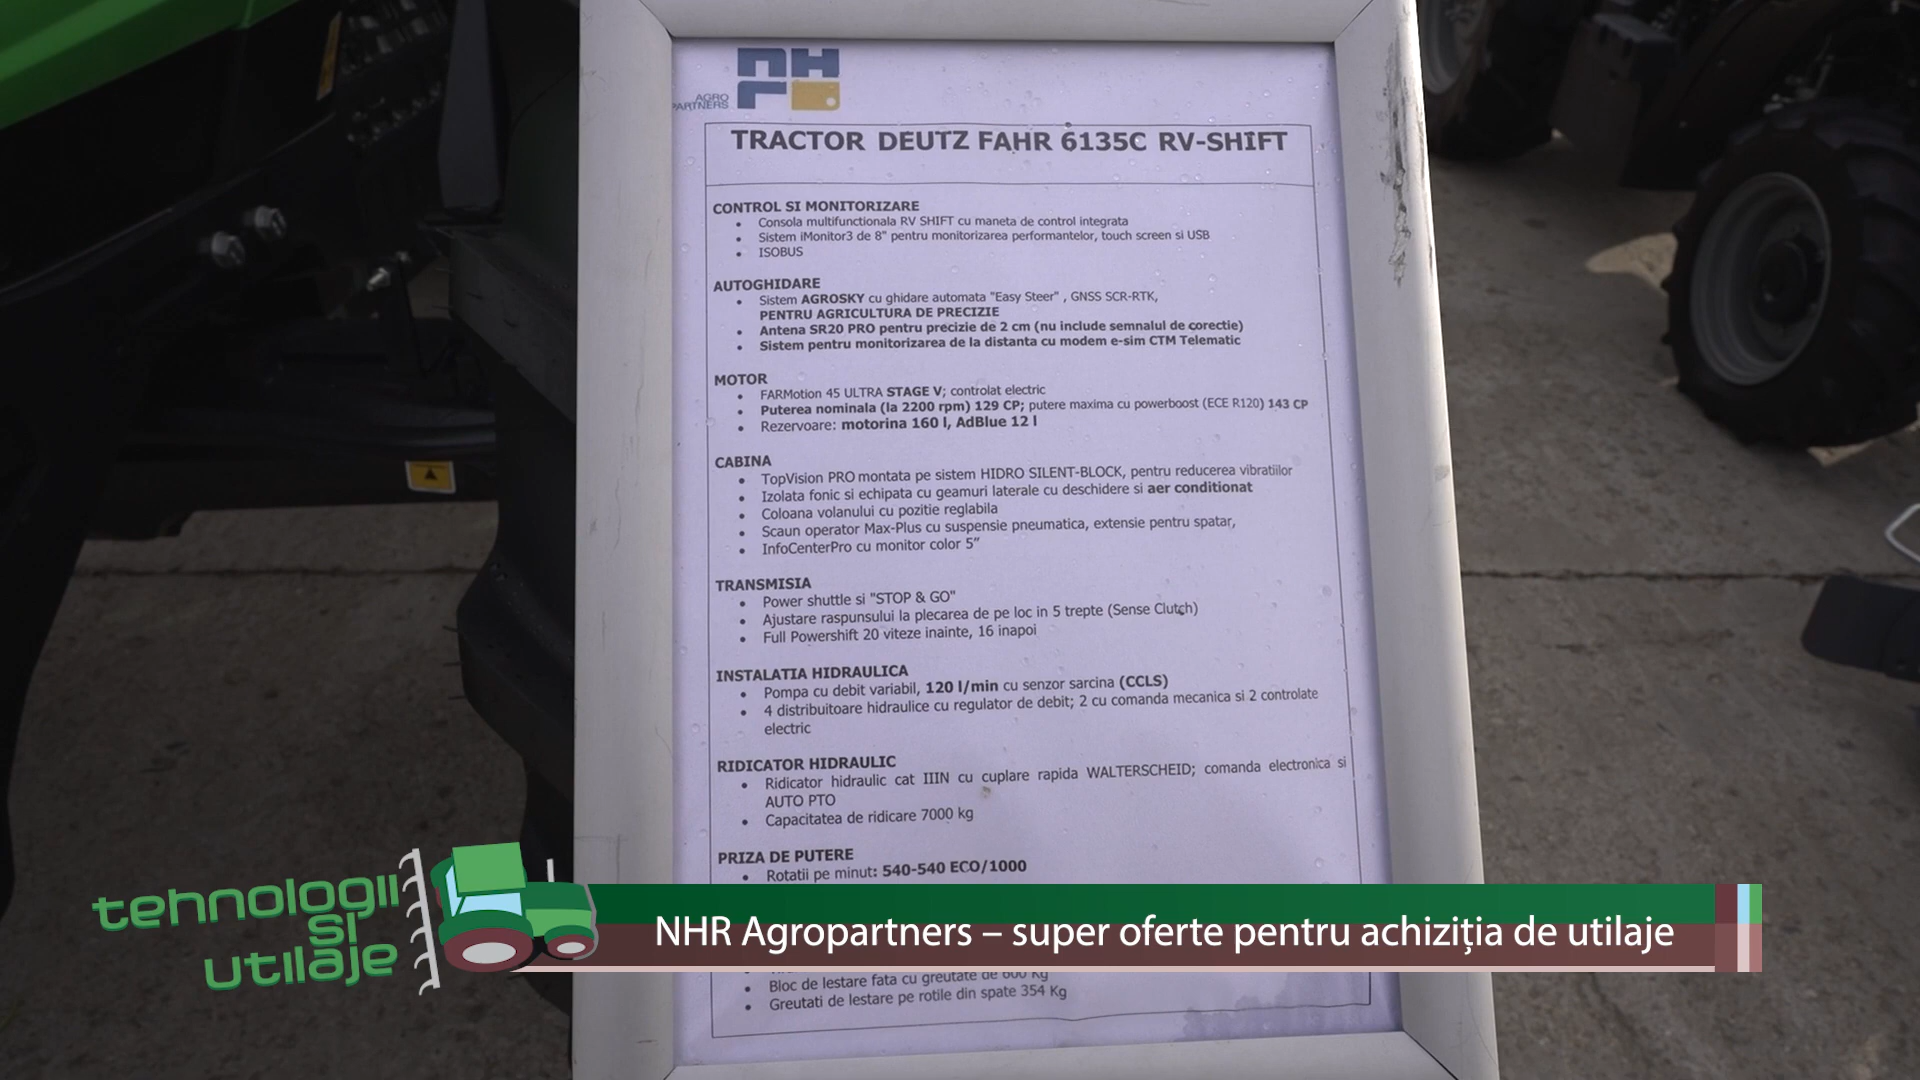 NHR
AGRO
PARTNERS
TRACTOR DEUTZ FAHR 6135C RV-SHIFT
CONTROL SI MONITORIZARE
• Consola multifunctionala RV SHIFT cu maneta de control integrata
• Sistem iMonitor3 de 8" pentru monitorizarea performantelor, touch screen si USB
• ISOBUS
AUTOGHIDARE
• Sistem AGROSKY cu ghidare automata "Easy Steer" , GNSS SCR-RTK,
PENTRU AGRICULTURA DE PRECIZIE
• Antena SR20 PRO pentru precizie de 2 cm (nu include semnalul de corectie)
• Sistem pentru monitorizarea de la distanta cu modem e-sim CTM Telematic
MOTOR
• FARMotion 45 ULTRA STAGE V; controlat electric
• Puterea nominala (la 2200 rpm) 129 CP; putere maxima cu powerboost (ECE R120) 143 CP
• Rezervoare: motorina 160 l, AdBlue 12 l
CABINA
• TopVision PRO montata pe sistem HIDRO SILENT-BLOCK, pentru reducerea vibratiilor
• Izolata fonic si echipata cu geamuri laterale cu deschidere si aer conditionat
• Coloana volanului cu pozitie reglabila
• Scaun operator Max-Plus cu suspensie pneumatica, extensie pentru spatar,
• InfoCenterPro cu monitor color 5”
TRANSMISIA
• Power shuttle si "STOP & GO"
• Ajustare raspunsului la plecarea de pe loc in 5 trepte (Sense Clutch)
• Full Powershift 20 viteze inainte, 16 inapoi
INSTALATIA HIDRAULICA
• Pompa cu debit variabil, 120 l/min cu senzor sarcina (CCLS)
• 4 distribuitoare hidraulice cu regulator de debit; 2 cu comanda mecanica si 2 controlate
electric
RIDICATOR HIDRAULIC
• Ridicator hidraulic cat IIIN cu cuplare rapida WALTERSCHEID; comanda electronica si
AUTO PTO
• Capacitatea de ridicare 7000 kg
PRIZA DE PUTERE
• Rotatii pe minut: 540-540 ECO/1000
tehnologii
si
utilaje
NHR Agropartners – super oferte pentru achiziția de utilaje
• Bloc de lestare fata cu greutate de 600 Kg
• Greutati de lestare pe rotile din spate 354 Kg